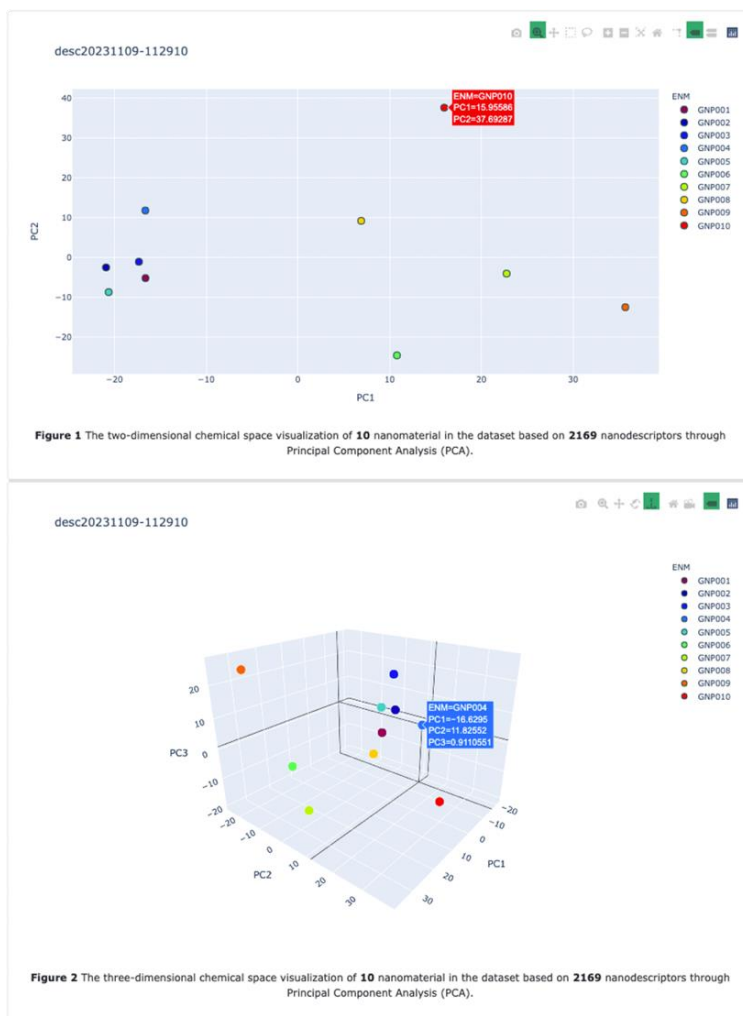 desc20231109-112910
40
30
20
10
0
−10
−20
PC2
−20
−10
0
10
20
30
PC1
ENM=GNP010
PC1=15.95586
PC2=37.69287
ENM
GNP001
GNP002
GNP003
GNP004
GNP005
GNP006
GNP007
GNP008
GNP009
GNP010
Figure 1 The two-dimensional chemical space visualization of 10 nanomaterial in the dataset based on 2169 nanodescriptors through
Principal Component Analysis (PCA).
desc20231109-112910
ENM
GNP001
GNP002
GNP003
GNP004
GNP005
GNP006
GNP007
GNP008
GNP009
GNP010
ENM=GNP004
PC1=−16.6295
PC2=11.82552
PC3=0.9110551
20
10
PC3
0
−10
−20
−20
−10
0
PC2
10
20
30
−20
−10
0
PC1
10
20
30
Figure 2 The three-dimensional chemical space visualization of 10 nanomaterial in the dataset based on 2169 nanodescriptors through
Principal Component Analysis (PCA).